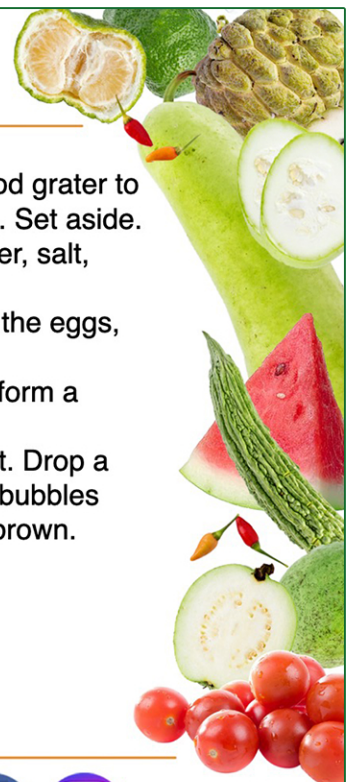 od grater to
. Set aside.
er, salt,
the eggs,
form a
t. Drop a
bubbles
brown.